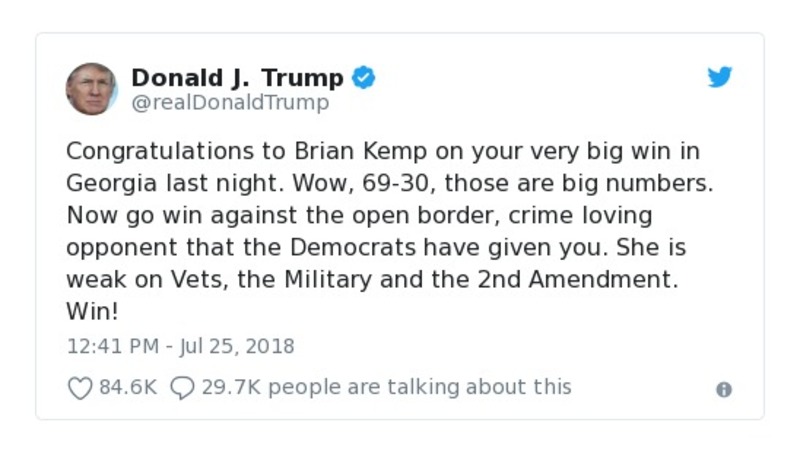 Donald J. Trump
@realDonaldTrump
Congratulations to Brian Kemp on your very big win in
Georgia last night. Wow, 69-30, those are big numbers.
Now go win against the open border, crime loving
opponent that the Democrats have given you. She is
weak on Vets, the Military and the 2nd Amendment.
Win!
12:41 PM - Jul 25, 2018
84.6K 29.7K people are talking about this